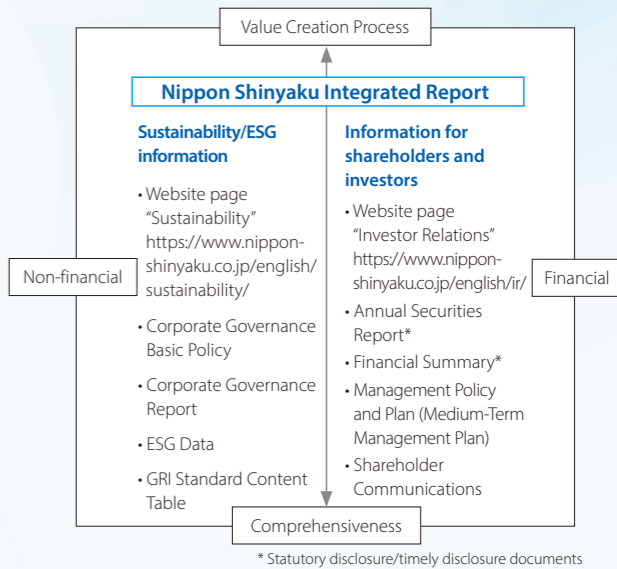 Value Creation Process
Nippon Shinyaku Integrated Report
Sustainability/ESG
information
• Website page
“Sustainability”
https://www.nippon-
shinyaku.co.jp/english/
sustainability/
• Corporate Governance
Basic Policy
• Corporate Governance
Report
• ESG Data
• GRI Standard Content
Table
Information for
shareholders and
investors
• Website page
“Investor Relations”
https://www.nippon-
shinyaku.co.jp/english/ir/
• Annual Securities
Report*
• Financial Summary*
• Management Policy
and Plan (Medium-Term
Management Plan)
• Shareholder
Communications
Non-financial
Financial
Comprehensiveness
* Statutory disclosure/timely disclosure documents